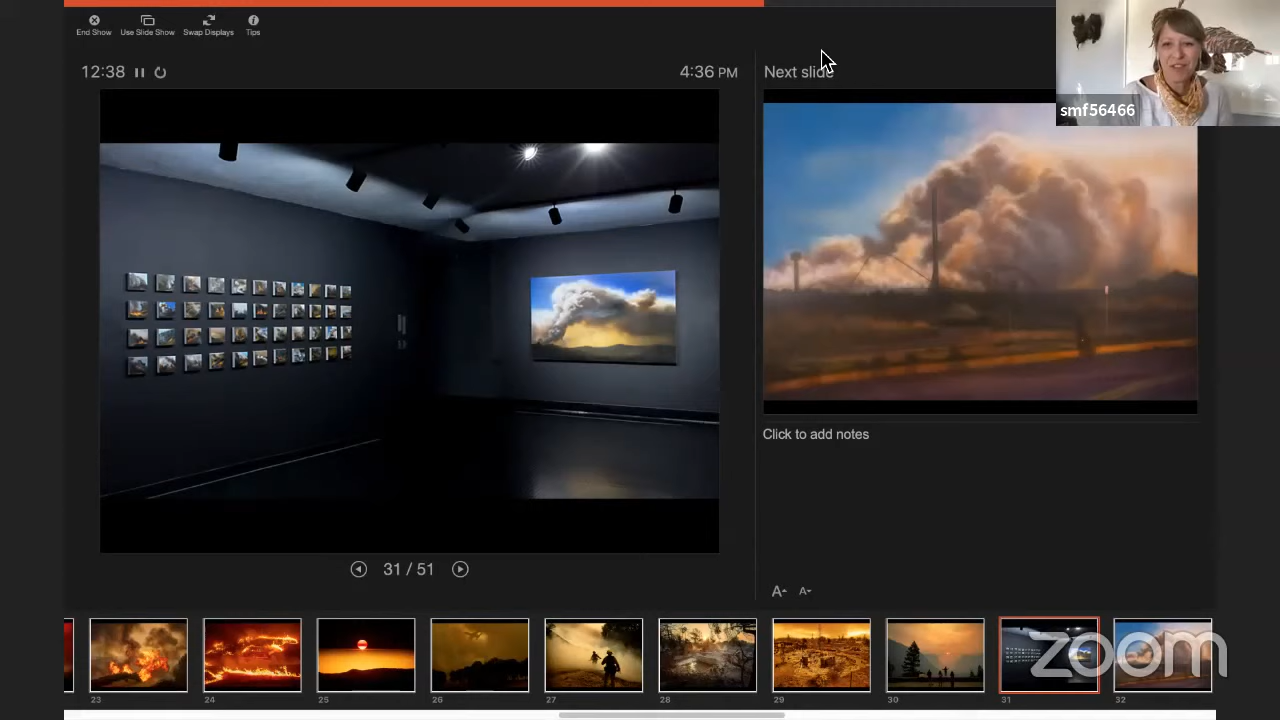 End Show
Use Slide Show
Swap Displays
Tips
12:38
4:36 PM
Next slide
smf56466
Click to add notes
31 / 51
A
A
23
24
25
26
27
28
29
30
31
32
zoom